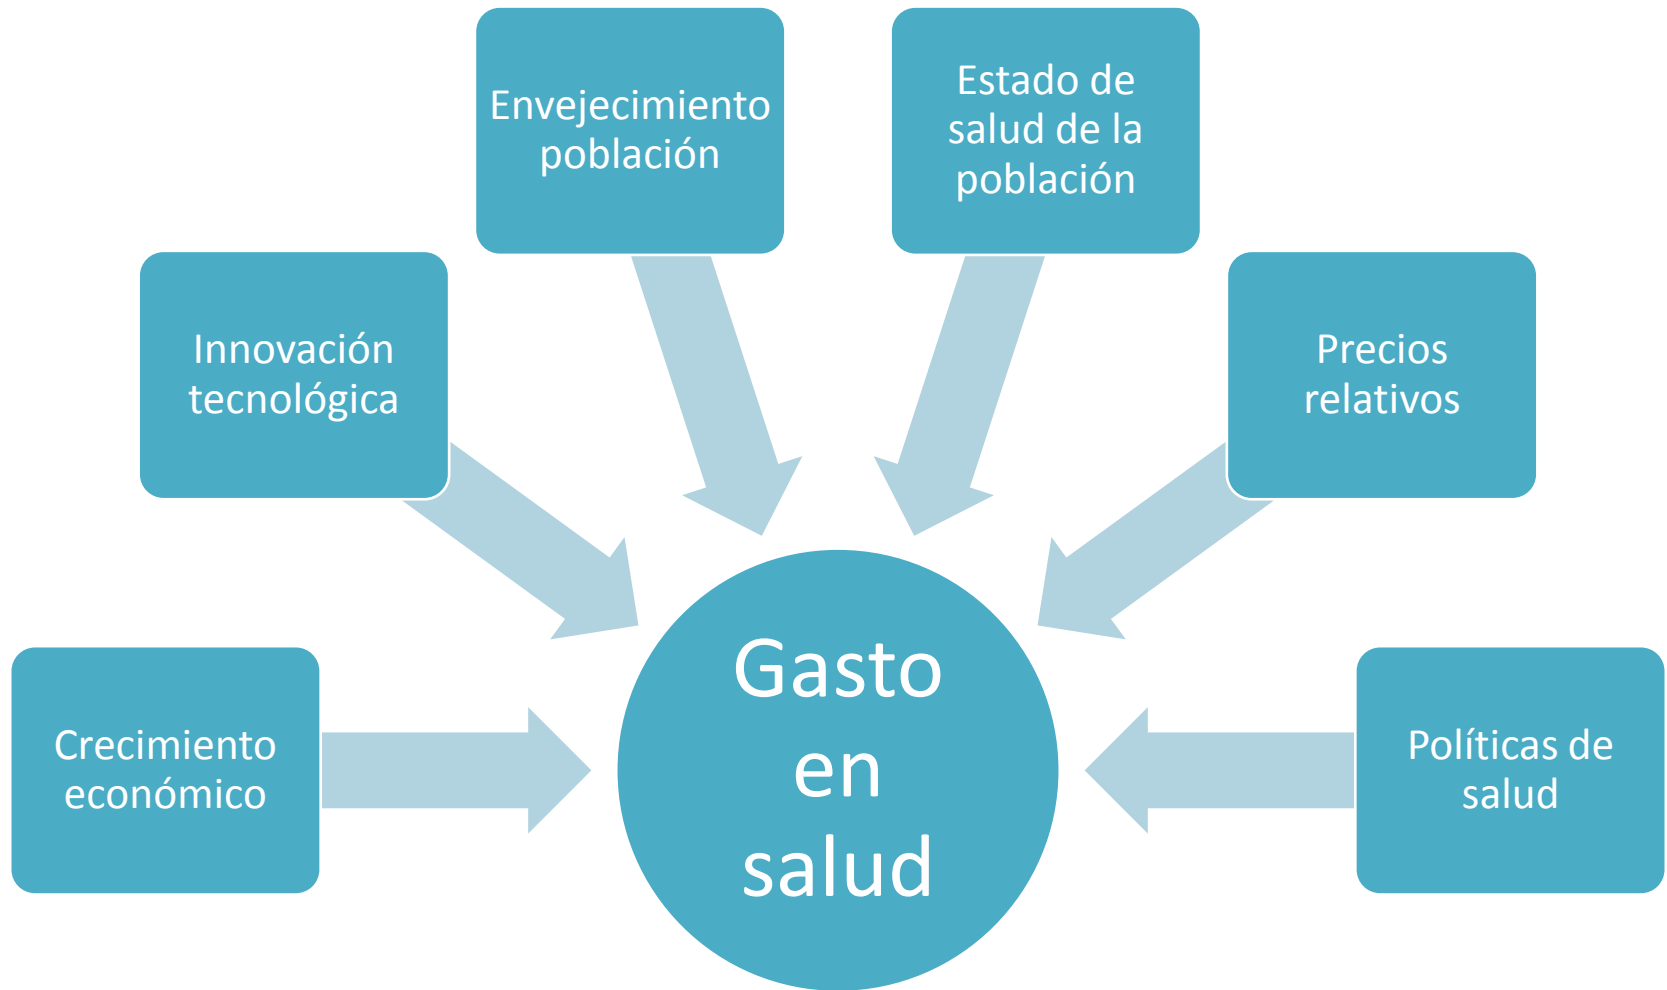 Envejecimiento
población
Estado de
salud de la
población
Innovación
tecnológica
Precios
relativos
Crecimiento
económico
Gasto
en
salud
Políticas de
salud